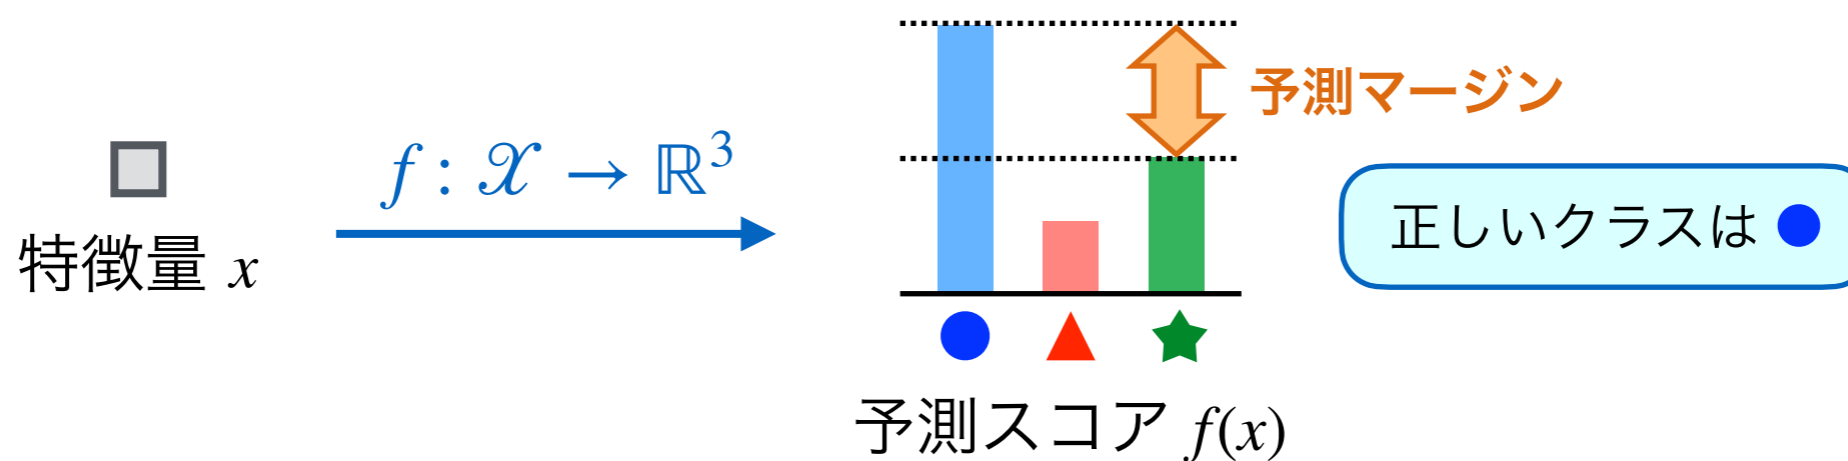 特徴量 x
f : 𝒳 → ℝ³
予測マージン
正しいクラスは
予測スコア f(x)